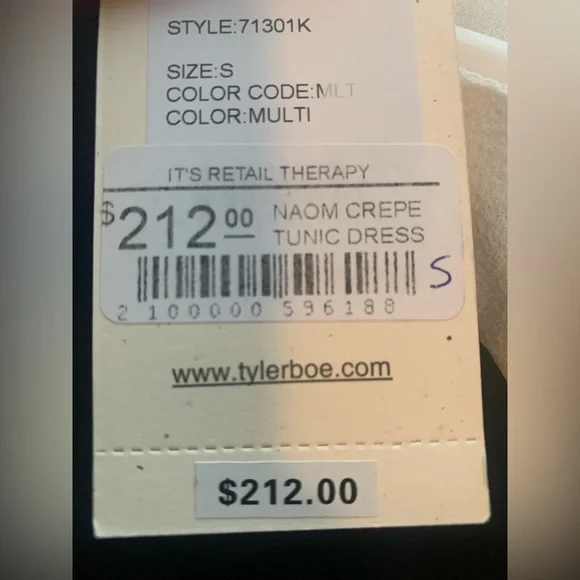 STYLE:71301K
SIZE:S
COLOR CODE:MLT
COLOR:MULTI
IT'S RETAIL THERAPY
$212.00 NAOM CREPE
TUNIC DRESS
S
2 100000 596188
www.tylerboe.com
$212.00